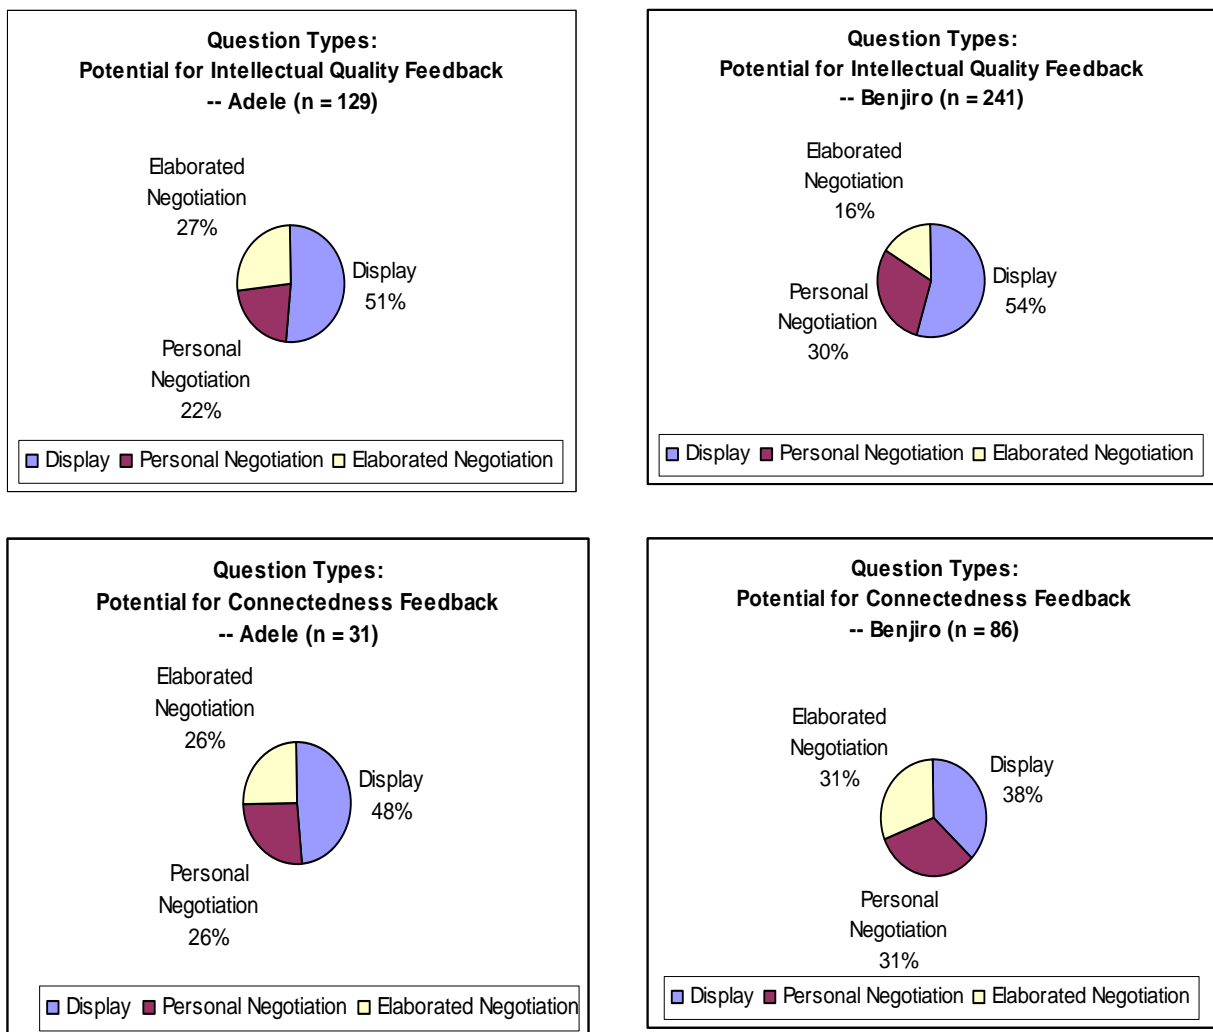 Question Types:
Potential for Intellectual Quality Feedback
-- Adele (n = 129)
Elaborated
Negotiation
27%
Display
51%
Personal
Negotiation
22%
Display Personal Negotiation Elaborated Negotiation
Question Types:
Potential for Intellectual Quality Feedback
-- Benjiro (n = 241)
Elaborated
Negotiation
16%
Display
54%
Personal
Negotiation
30%
Display Personal Negotiation Elaborated Negotiation
Question Types:
Potential for Connectedness Feedback
-- Adele (n = 31)
Elaborated
Negotiation
26%
Display
48%
Personal
Negotiation
26%
Display Personal Negotiation Elaborated Negotiation
Question Types:
Potential for Connectedness Feedback
-- Benjiro (n = 86)
Elaborated
Negotiation
31%
Display
38%
Personal
Negotiation
31%
Display Personal Negotiation Elaborated Negotiation